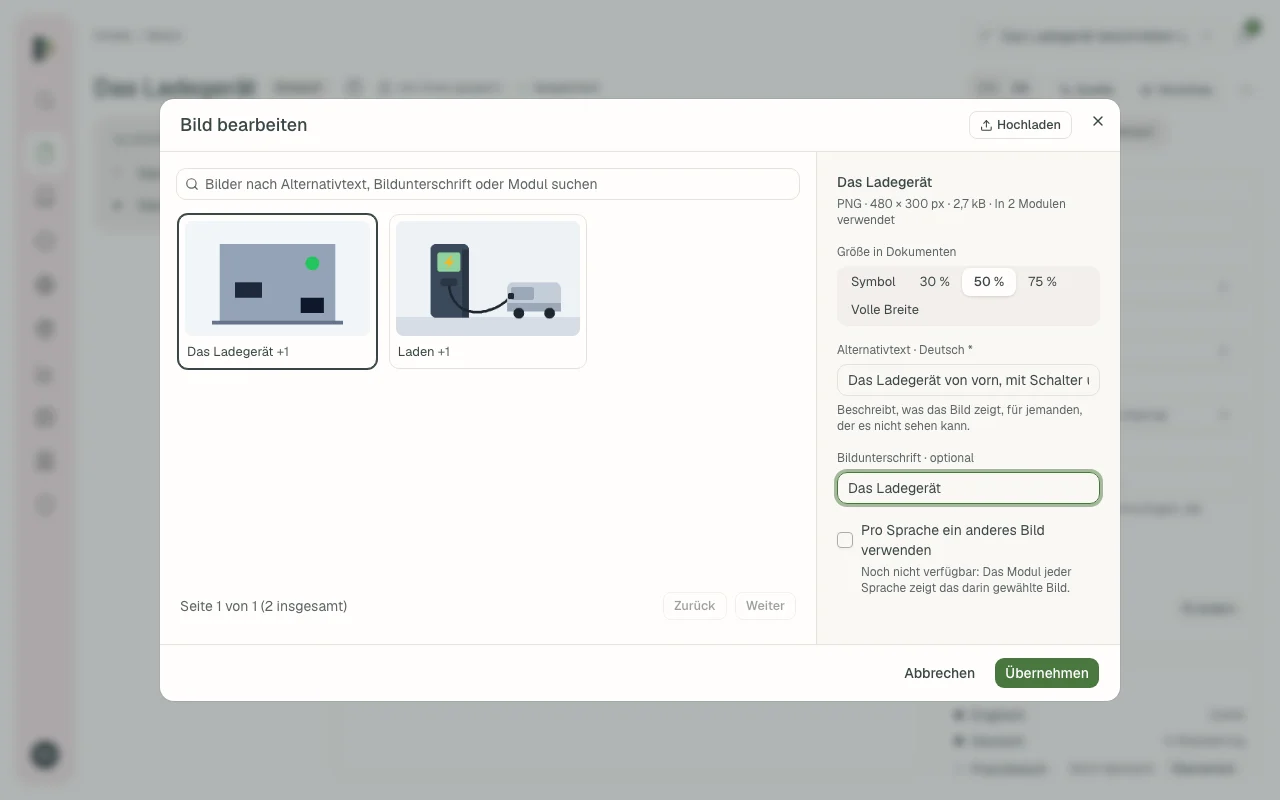 Das Ladegerät
Bild bearbeiten
Hochladen
Bilder nach Alternativtext, Bildunterschrift oder Modul suchen
Das Ladegerät +1
Laden +1
Seite 1 von 1 (2 insgesamt)
Zurück
Weiter
Das Ladegerät
PNG · 480 × 300 px · 2,7 kB · In 2 Modulen
verwendet
Größe in Dokumenten
Symbol
30 %
50 %
75 %
Volle Breite
Alternativtext · Deutsch *
Das Ladegerät von vorn, mit Schalter
Beschreibt, was das Bild zeigt, für jemanden,
der es nicht sehen kann.
Bildunterschrift · optional
Das Ladegerät
Pro Sprache ein anderes Bild
verwenden
Noch nicht verfügbar: Das Modul jeder
Sprache zeigt das darin gewählte Bild.
Abbrechen
Übernehmen